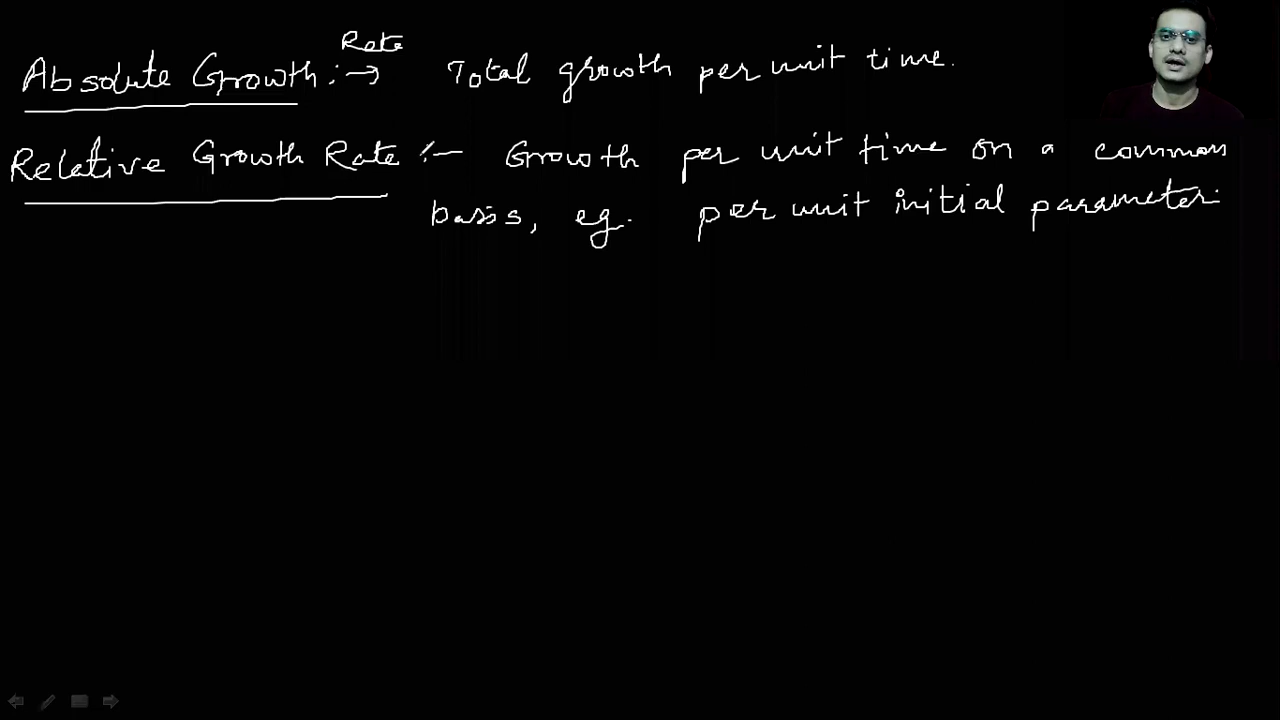 Rate
Absolute Growth :→ Total growth per unit time.
Relative Growth Rate :- Growth per unit time on a common
basis, eg. per unit initial parameter.